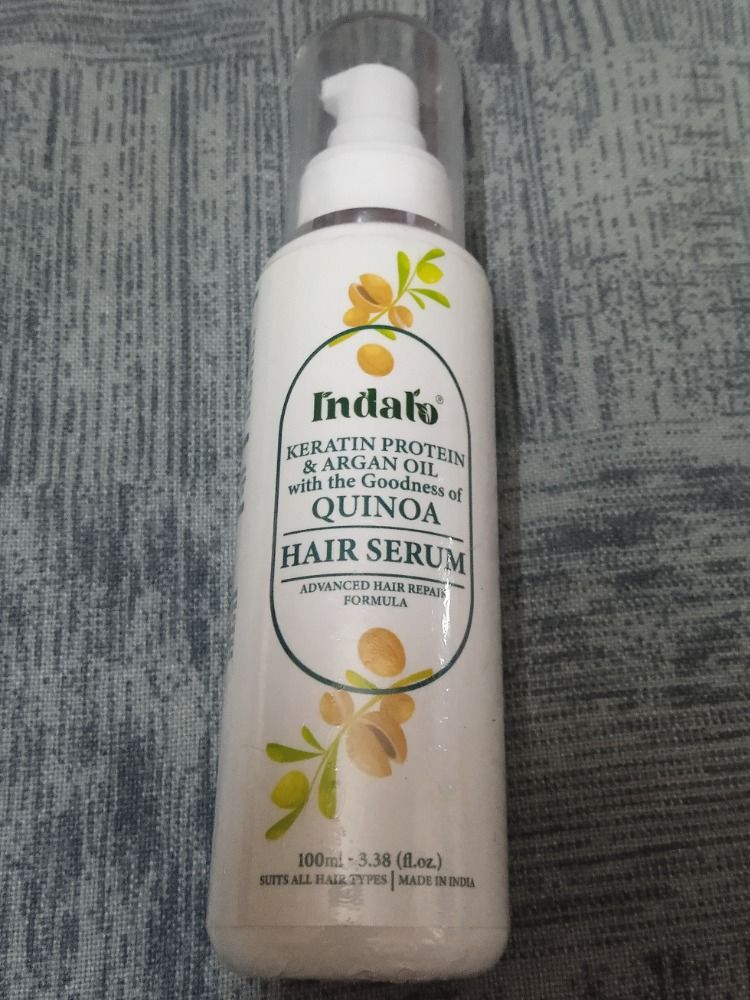 Indalo®
KERATIN PROTEIN
& ARGAN OIL
with the Goodness of
QUINOA
HAIR SERUM
ADVANCED HAIR REPAIR
FORMULA
100ml - 3.38 (fl.oz.)
SUITS ALL HAIR TYPES | MADE IN INDIA